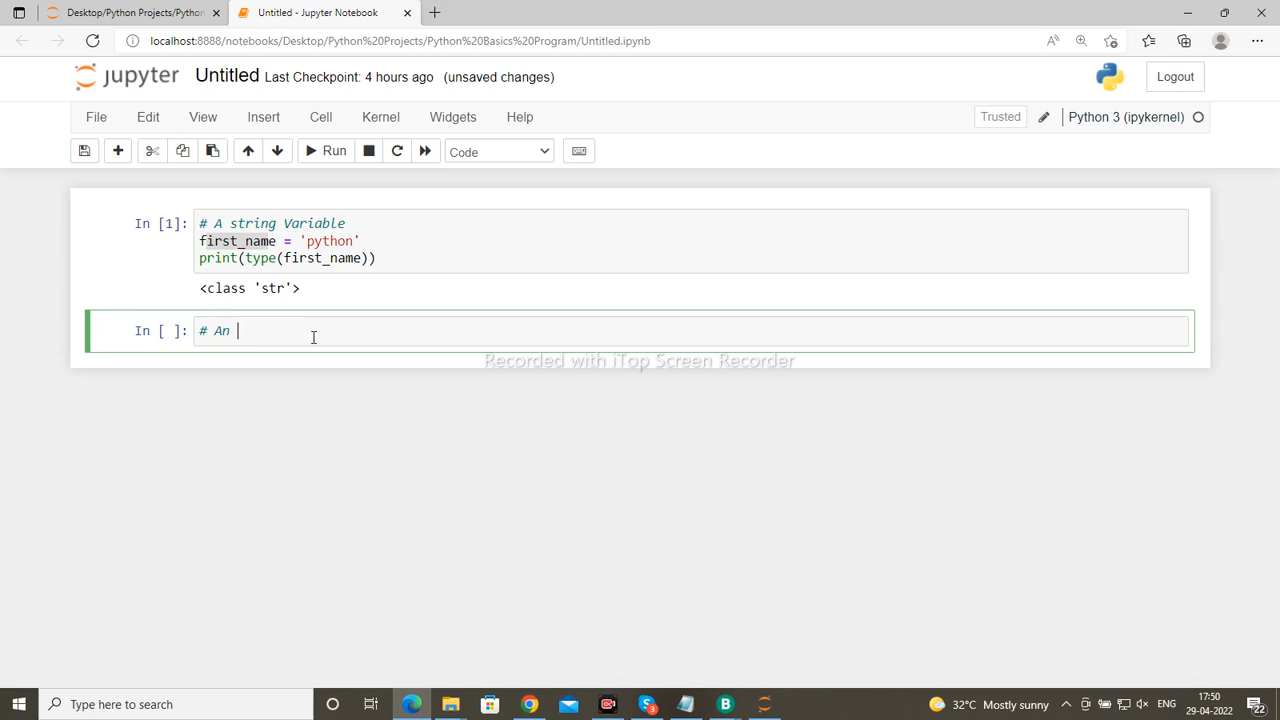 Desktop/Python Projects/Python
Untitled - Jupyter Notebook
localhost:8888/notebooks/Desktop/Python%20Projects/Python%20Basics%20Program/Untitled.ipynb
jupyter Untitled Last Checkpoint: 4 hours ago (unsaved changes)
Logout
File Edit View Insert Cell Kernel Widgets Help
Trusted
Python 3 (ipykernel)
Run
Code
In [1]: # A string Variable
first_name = 'python'
print(type(first_name))
<class 'str'>
In [ ]: # An
Recorded with iTop Screen Recorder
Type here to search
32°C Mostly sunny
ENG
17:50
29-04-2022
22